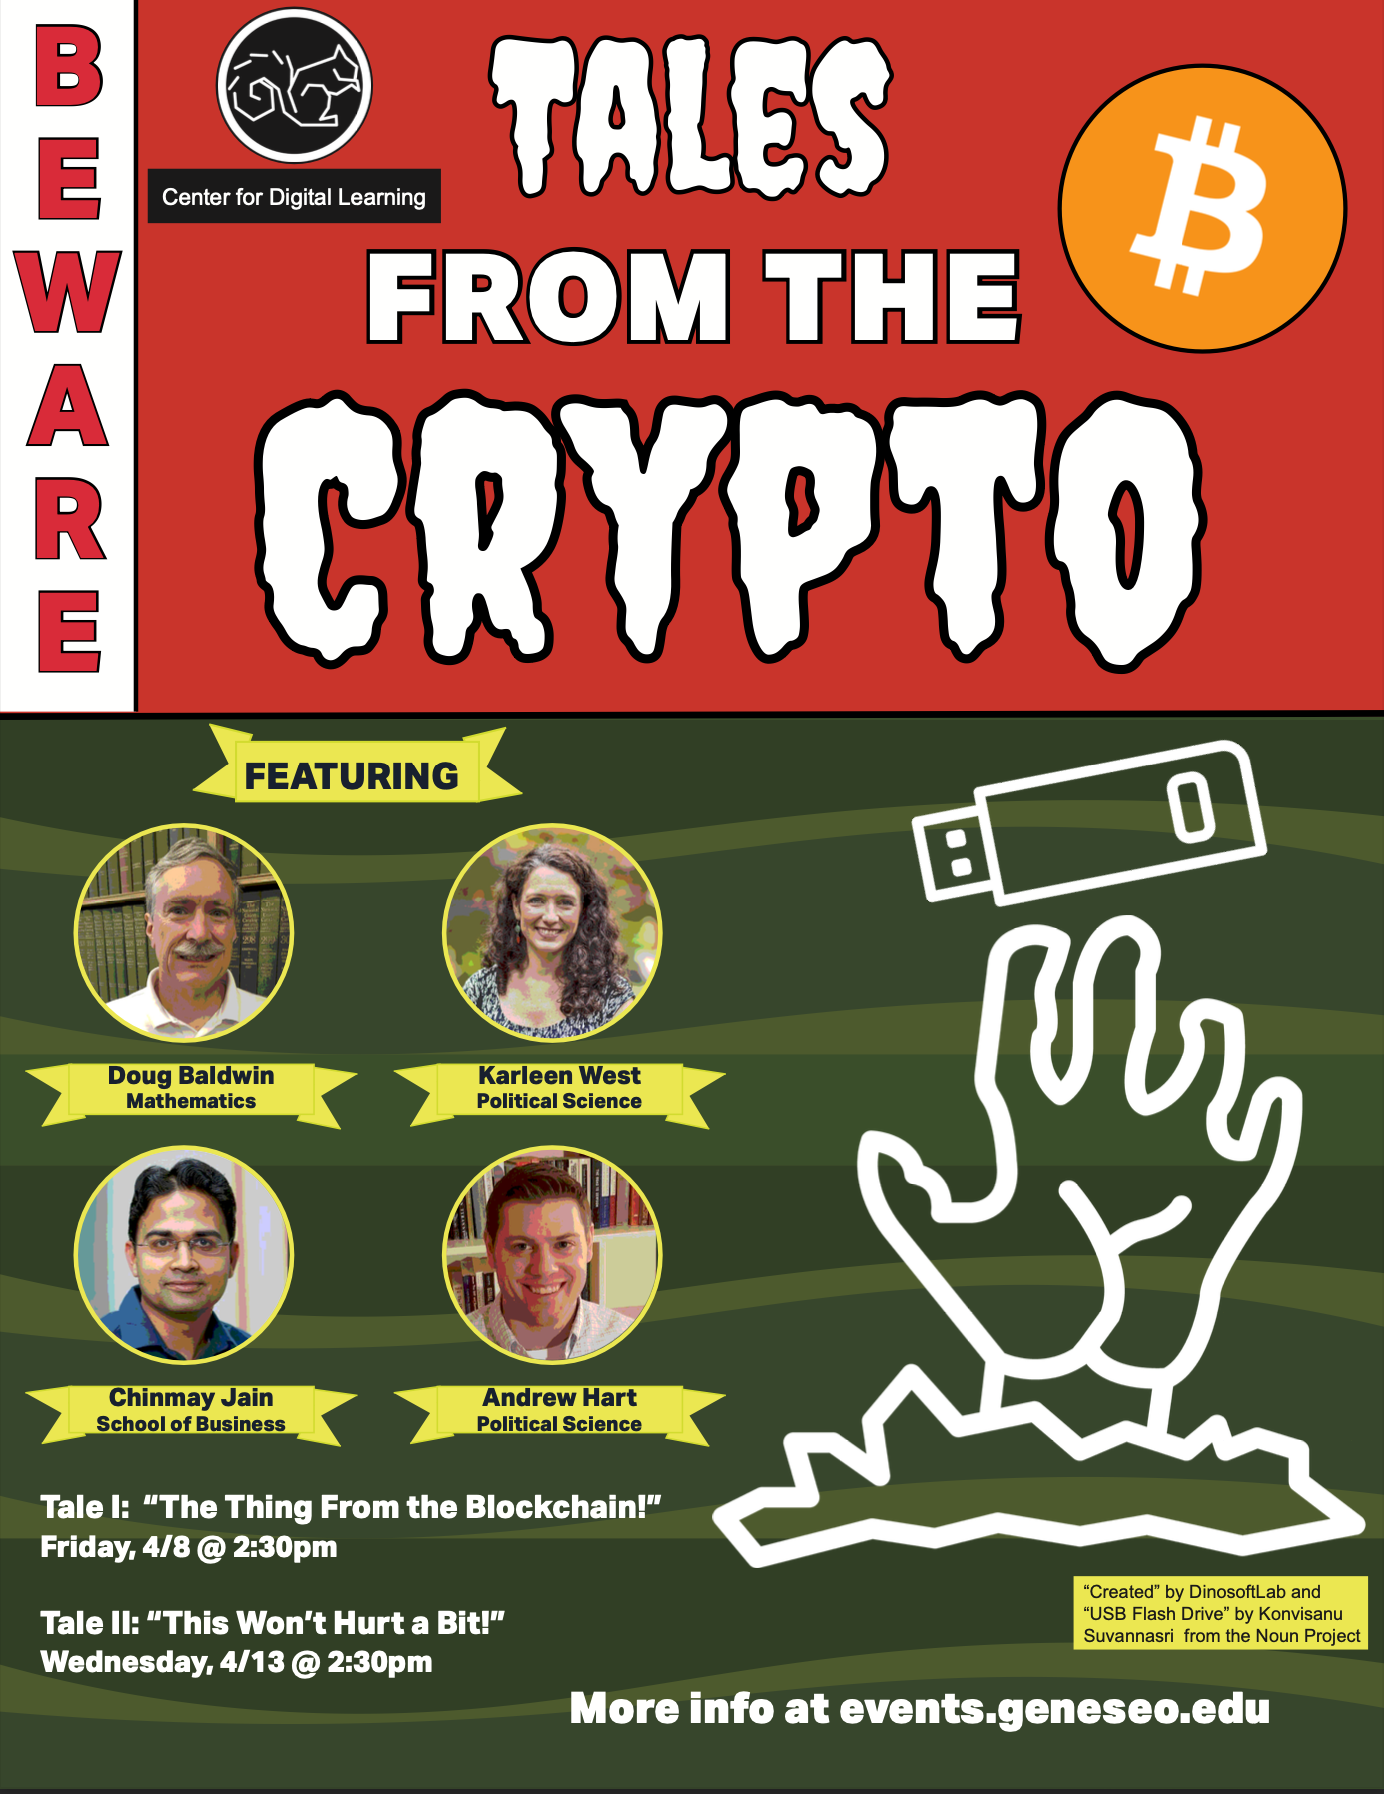 BEWARE
Center for Digital Learning
TALES
FROM THE
CRYPTO
FEATURING
Doug Baldwin
Mathematics
Karleen West
Political Science
Chinmay Jain
School of Business
Andrew Hart
Political Science
Tale I:  “The Thing From the Blockchain!”
Friday, 4/8 @ 2:30pm
Tale II: “This Won’t Hurt a Bit!”
Wednesday, 4/13 @ 2:30pm
“Created” by DinosoftLab and
“USB Flash Drive” by Konvisanu
Suvannasri  from the Noun Project
More info at events.geneseo.edu